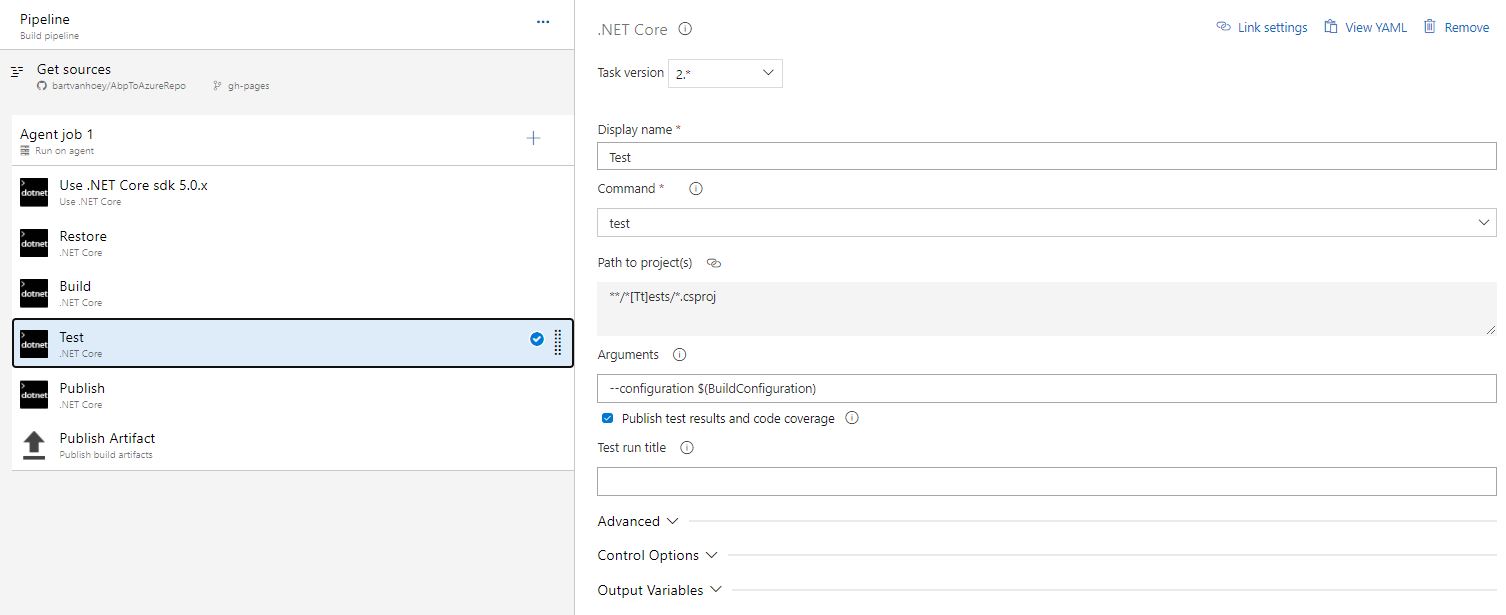 Pipeline
...
Build pipeline
Get sources
bartvanhoey/AbpToAzureRepo gh-pages
Agent job 1
Run on agent
dotnet
Use .NET Core sdk 5.0.x
Use .NET Core
dotnet
Restore
.NET Core
dotnet
Build
.NET Core
dotnet
Test
.NET Core
dotnet
Publish
.NET Core
Publish Artifact
Publish build artifacts
.NET Core
Link settings View YAML Remove
Task version 2.*
Display name *
Test
Command *
test
Path to project(s)
**/*[Tt]ests/*.csproj
Arguments
--configuration $(BuildConfiguration)
Publish test results and code coverage
Test run title
Advanced
Control Options
Output Variables